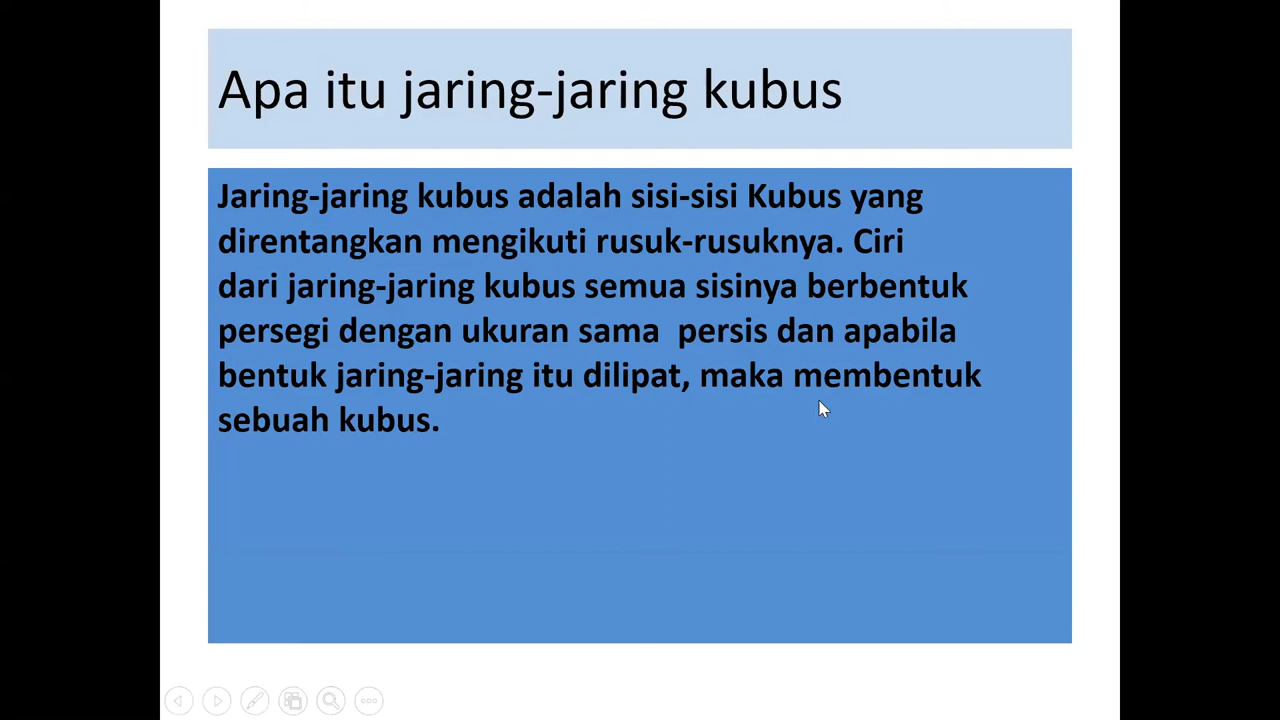 Apa itu jaring-jaring kubus
Jaring-jaring kubus adalah sisi-sisi Kubus yang
direntangkan mengikuti rusuk-rusuknya. Ciri
dari jaring-jaring kubus semua sisinya berbentuk
persegi dengan ukuran sama  persis dan apabila
bentuk jaring-jaring itu dilipat, maka membentuk
sebuah kubus.